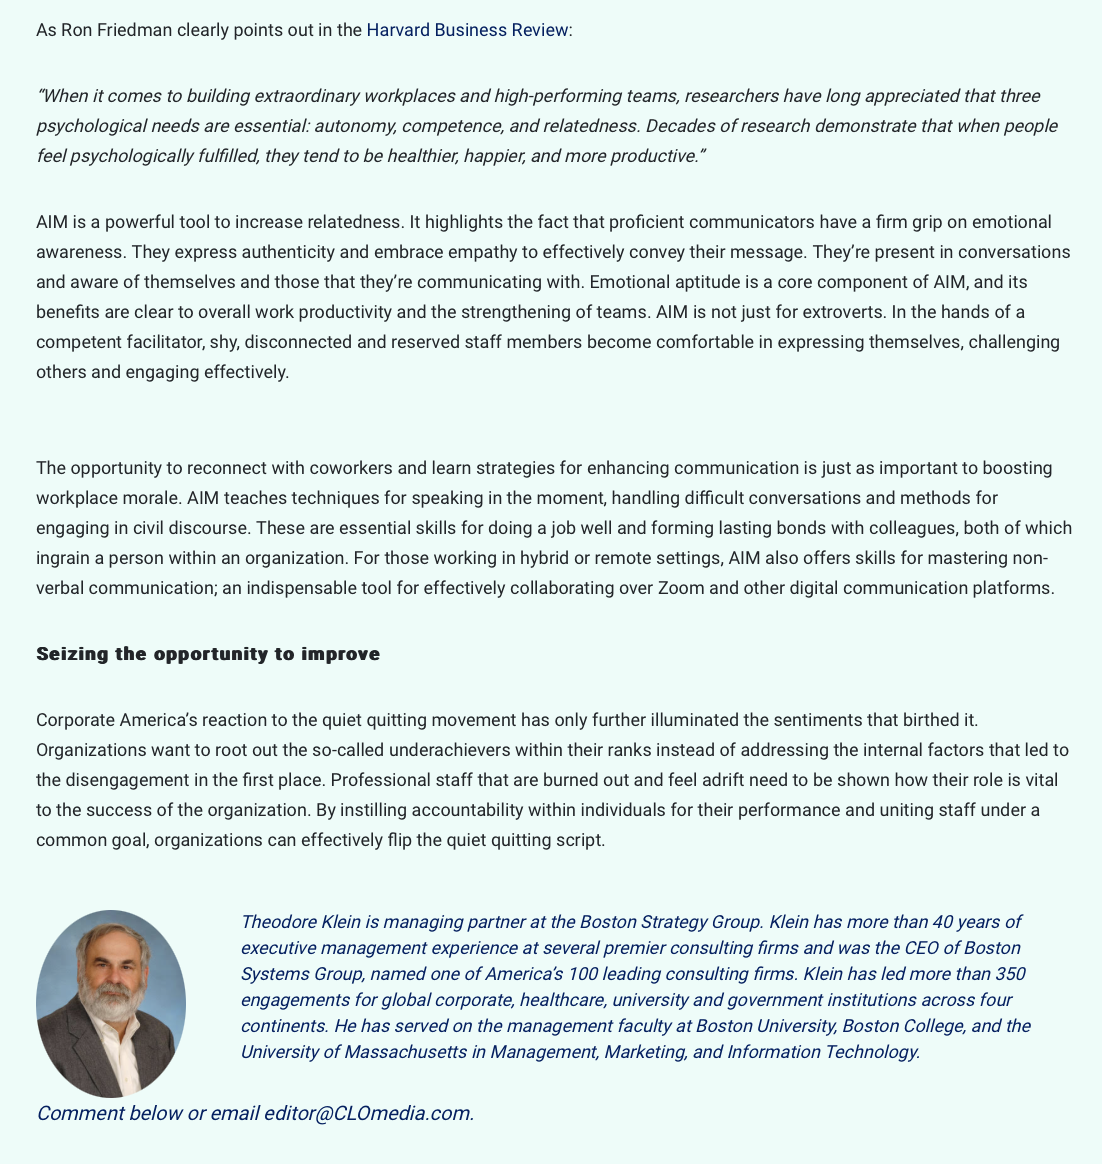 As Ron Friedman clearly points out in the Harvard Business Review:
“When it comes to building extraordinary workplaces and high-performing teams, researchers have long appreciated that three
psychological needs are essential: autonomy, competence, and relatedness. Decades of research demonstrate that when people
feel psychologically fulfilled, they tend to be healthier, happier, and more productive.”
AIM is a powerful tool to increase relatedness. It highlights the fact that proficient communicators have a firm grip on emotional
awareness. They express authenticity and embrace empathy to effectively convey their message. They’re present in conversations
and aware of themselves and those that they’re communicating with. Emotional aptitude is a core component of AIM, and its
benefits are clear to overall work productivity and the strengthening of teams. AIM is not just for extroverts. In the hands of a
competent facilitator, shy, disconnected and reserved staff members become comfortable in expressing themselves, challenging
others and engaging effectively.
The opportunity to reconnect with coworkers and learn strategies for enhancing communication is just as important to boosting
workplace morale. AIM teaches techniques for speaking in the moment, handling difficult conversations and methods for
engaging in civil discourse. These are essential skills for doing a job well and forming lasting bonds with colleagues, both of which
ingrain a person within an organization. For those working in hybrid or remote settings, AIM also offers skills for mastering non-
verbal communication; an indispensable tool for effectively collaborating over Zoom and other digital communication platforms.
Seizing the opportunity to improve
Corporate America’s reaction to the quiet quitting movement has only further illuminated the sentiments that birthed it.
Organizations want to root out the so-called underachievers within their ranks instead of addressing the internal factors that led to
the disengagement in the first place. Professional staff that are burned out and feel adrift need to be shown how their role is vital
to the success of the organization. By instilling accountability within individuals for their performance and uniting staff under a
common goal, organizations can effectively flip the quiet quitting script.
Theodore Klein is managing partner at the Boston Strategy Group. Klein has more than 40 years of
executive management experience at several premier consulting firms and was the CEO of Boston
Systems Group, named one of America’s 100 leading consulting firms. Klein has led more than 350
engagements for global corporate, healthcare, university and government institutions across four
continents. He has served on the management faculty at Boston University, Boston College, and the
University of Massachusetts in Management, Marketing, and Information Technology.
Comment below or email editor@CLOmedia.com.